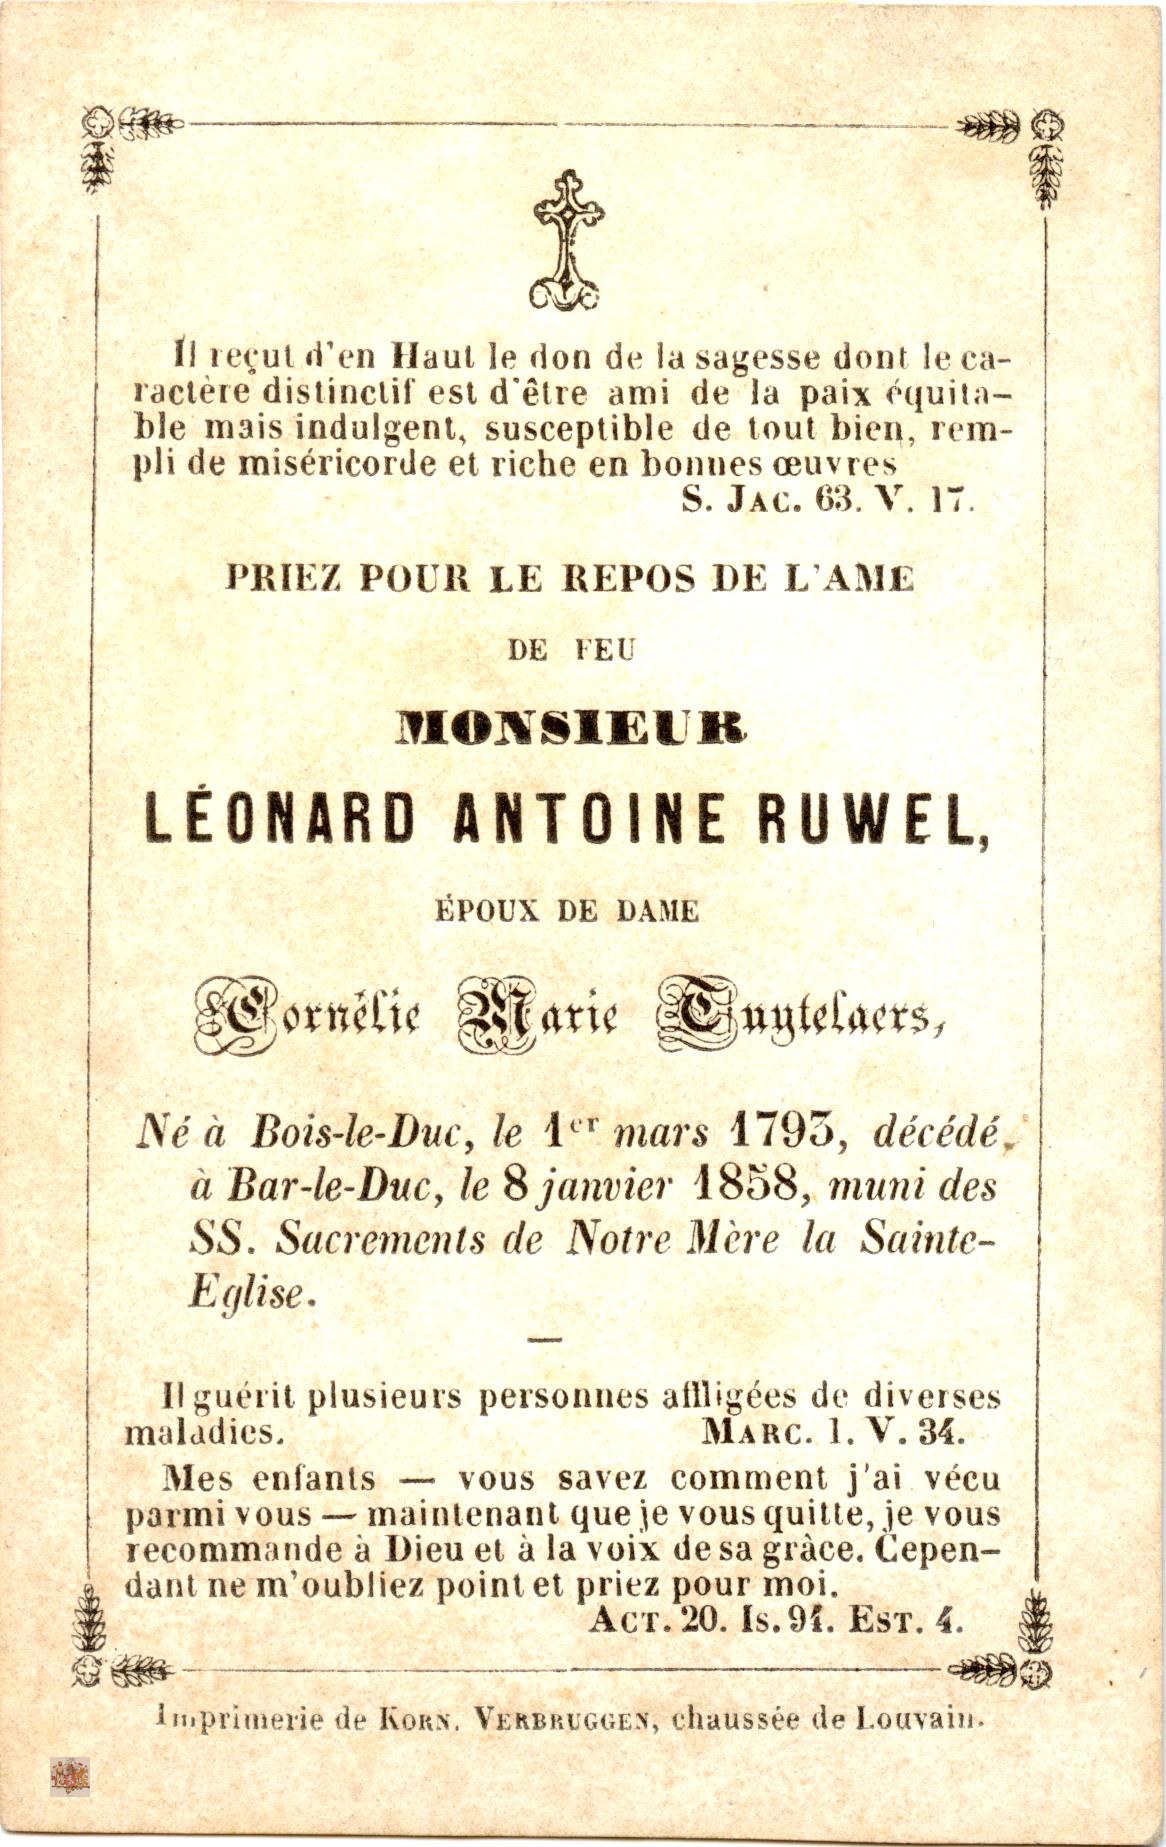 Il reçut d'en Haut le don de la sagesse dont le ca-
ractère distinctif est d'être ami de la paix équita-
ble mais indulgent, susceptible de tout bien, rem-
pli de miséricorde et riche en bonnes œuvres
S. JAC. 63. V. 17.
PRIEZ POUR LE REPOS DE L'AME
DE FEU
MONSIEUR
LÉONARD ANTOINE RUWEL,
ÉPOUX DE DAME
Cornélie Marie Tuytelaers,
Né à Bois-le-Duc, le 1er mars 1793, décédé
à Bar-le-Duc, le 8 janvier 1858, muni des
SS. Sacrements de Notre Mère la Sainte-
Eglise.
—
Il guérit plusieurs personnes affligées de diverses
maladies. MARC. 1. V. 34.
Mes enfants — vous savez comment j'ai vécu
parmi vous — maintenant que je vous quitte, je vous
recommande à Dieu et à la voix de sa grâce. Cepen-
dant ne m'oubliez point et priez pour moi.
ACT. 20. IS. 91. EST. 4.
Imprimerie de KORN. VERBRUGGEN, chaussée de Louvain.